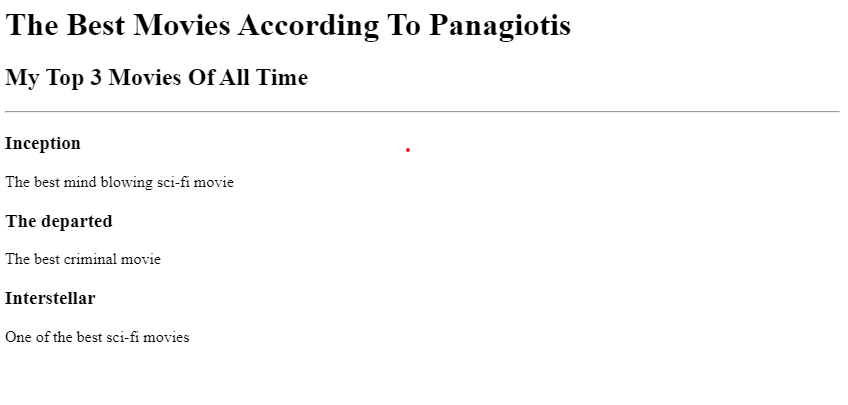 The Best Movies According To Panagiotis
My Top 3 Movies Of All Time
Inception
The best mind blowing sci-fi movie
The departed
The best criminal movie
Interstellar
One of the best sci-fi movies